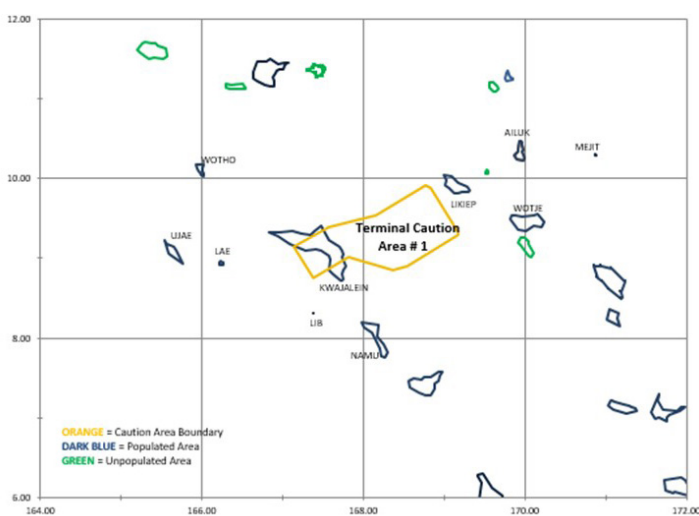 12.00
AILUK
MEJIT
WOTHO
10.00
LIKIEP
WOTJE
Terminal Caution
Area # 1
UJAE
LAE
KWAJALEIN
LIB
8.00
NAMU
ORANGE = Caution Area Boundary
DARK BLUE = Populated Area
GREEN = Unpopulated Area
6.00
164.00 166.00 168.00 170.00 172.00